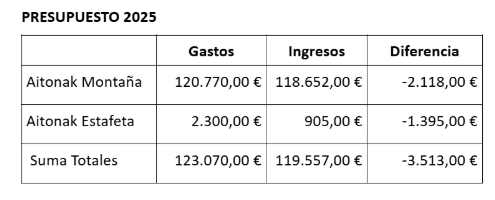 PRESUPUESTO 2025
Gastos Ingresos Diferencia
Aitonak Montaña 120.770,00 € 118.652,00 € -2.118,00 €
Aitonak Estafeta 2.300,00 € 905,00 € -1.395,00 €
Suma Totales 123.070,00 € 119.557,00 € -3.513,00 €